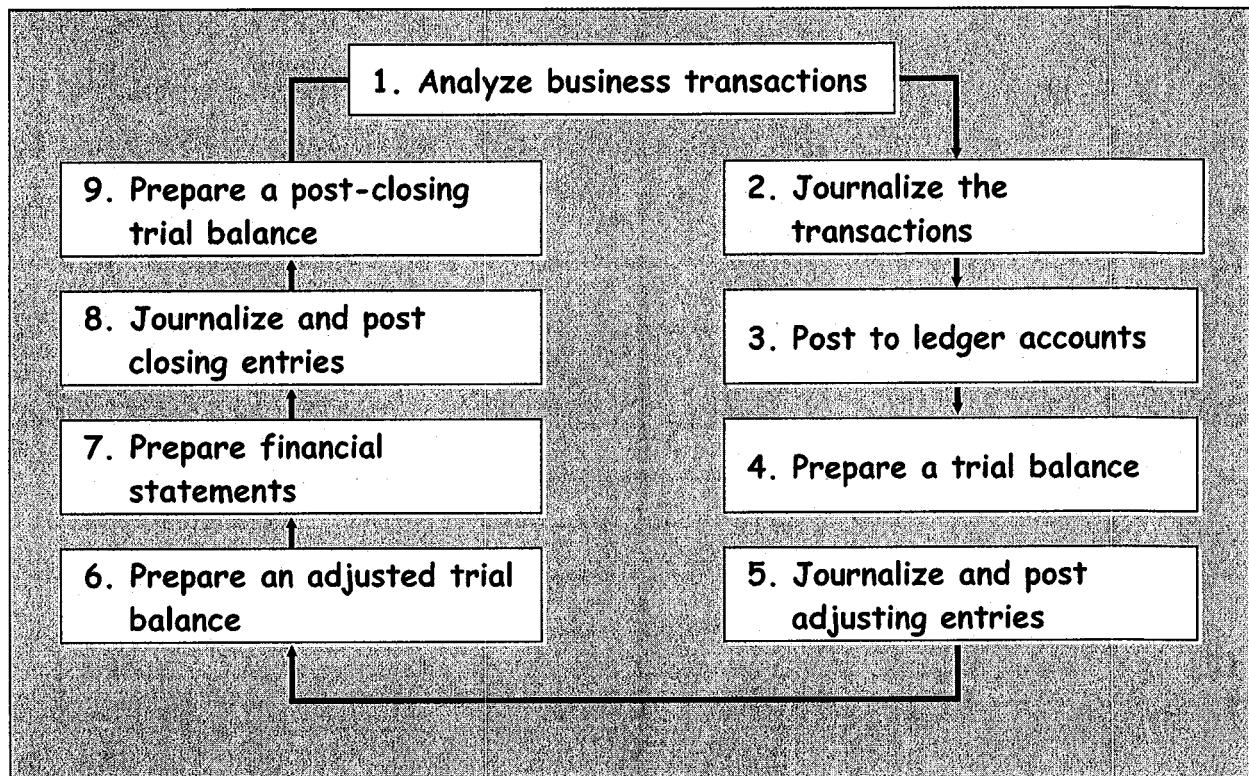 1. Analyze business transactions
2. Journalize the
transactions
3. Post to ledger accounts
4. Prepare a trial balance
5. Journalize and post
adjusting entries
6. Prepare an adjusted trial
balance
7. Prepare financial
statements
8. Journalize and post
closing entries
9. Prepare a post-closing
trial balance